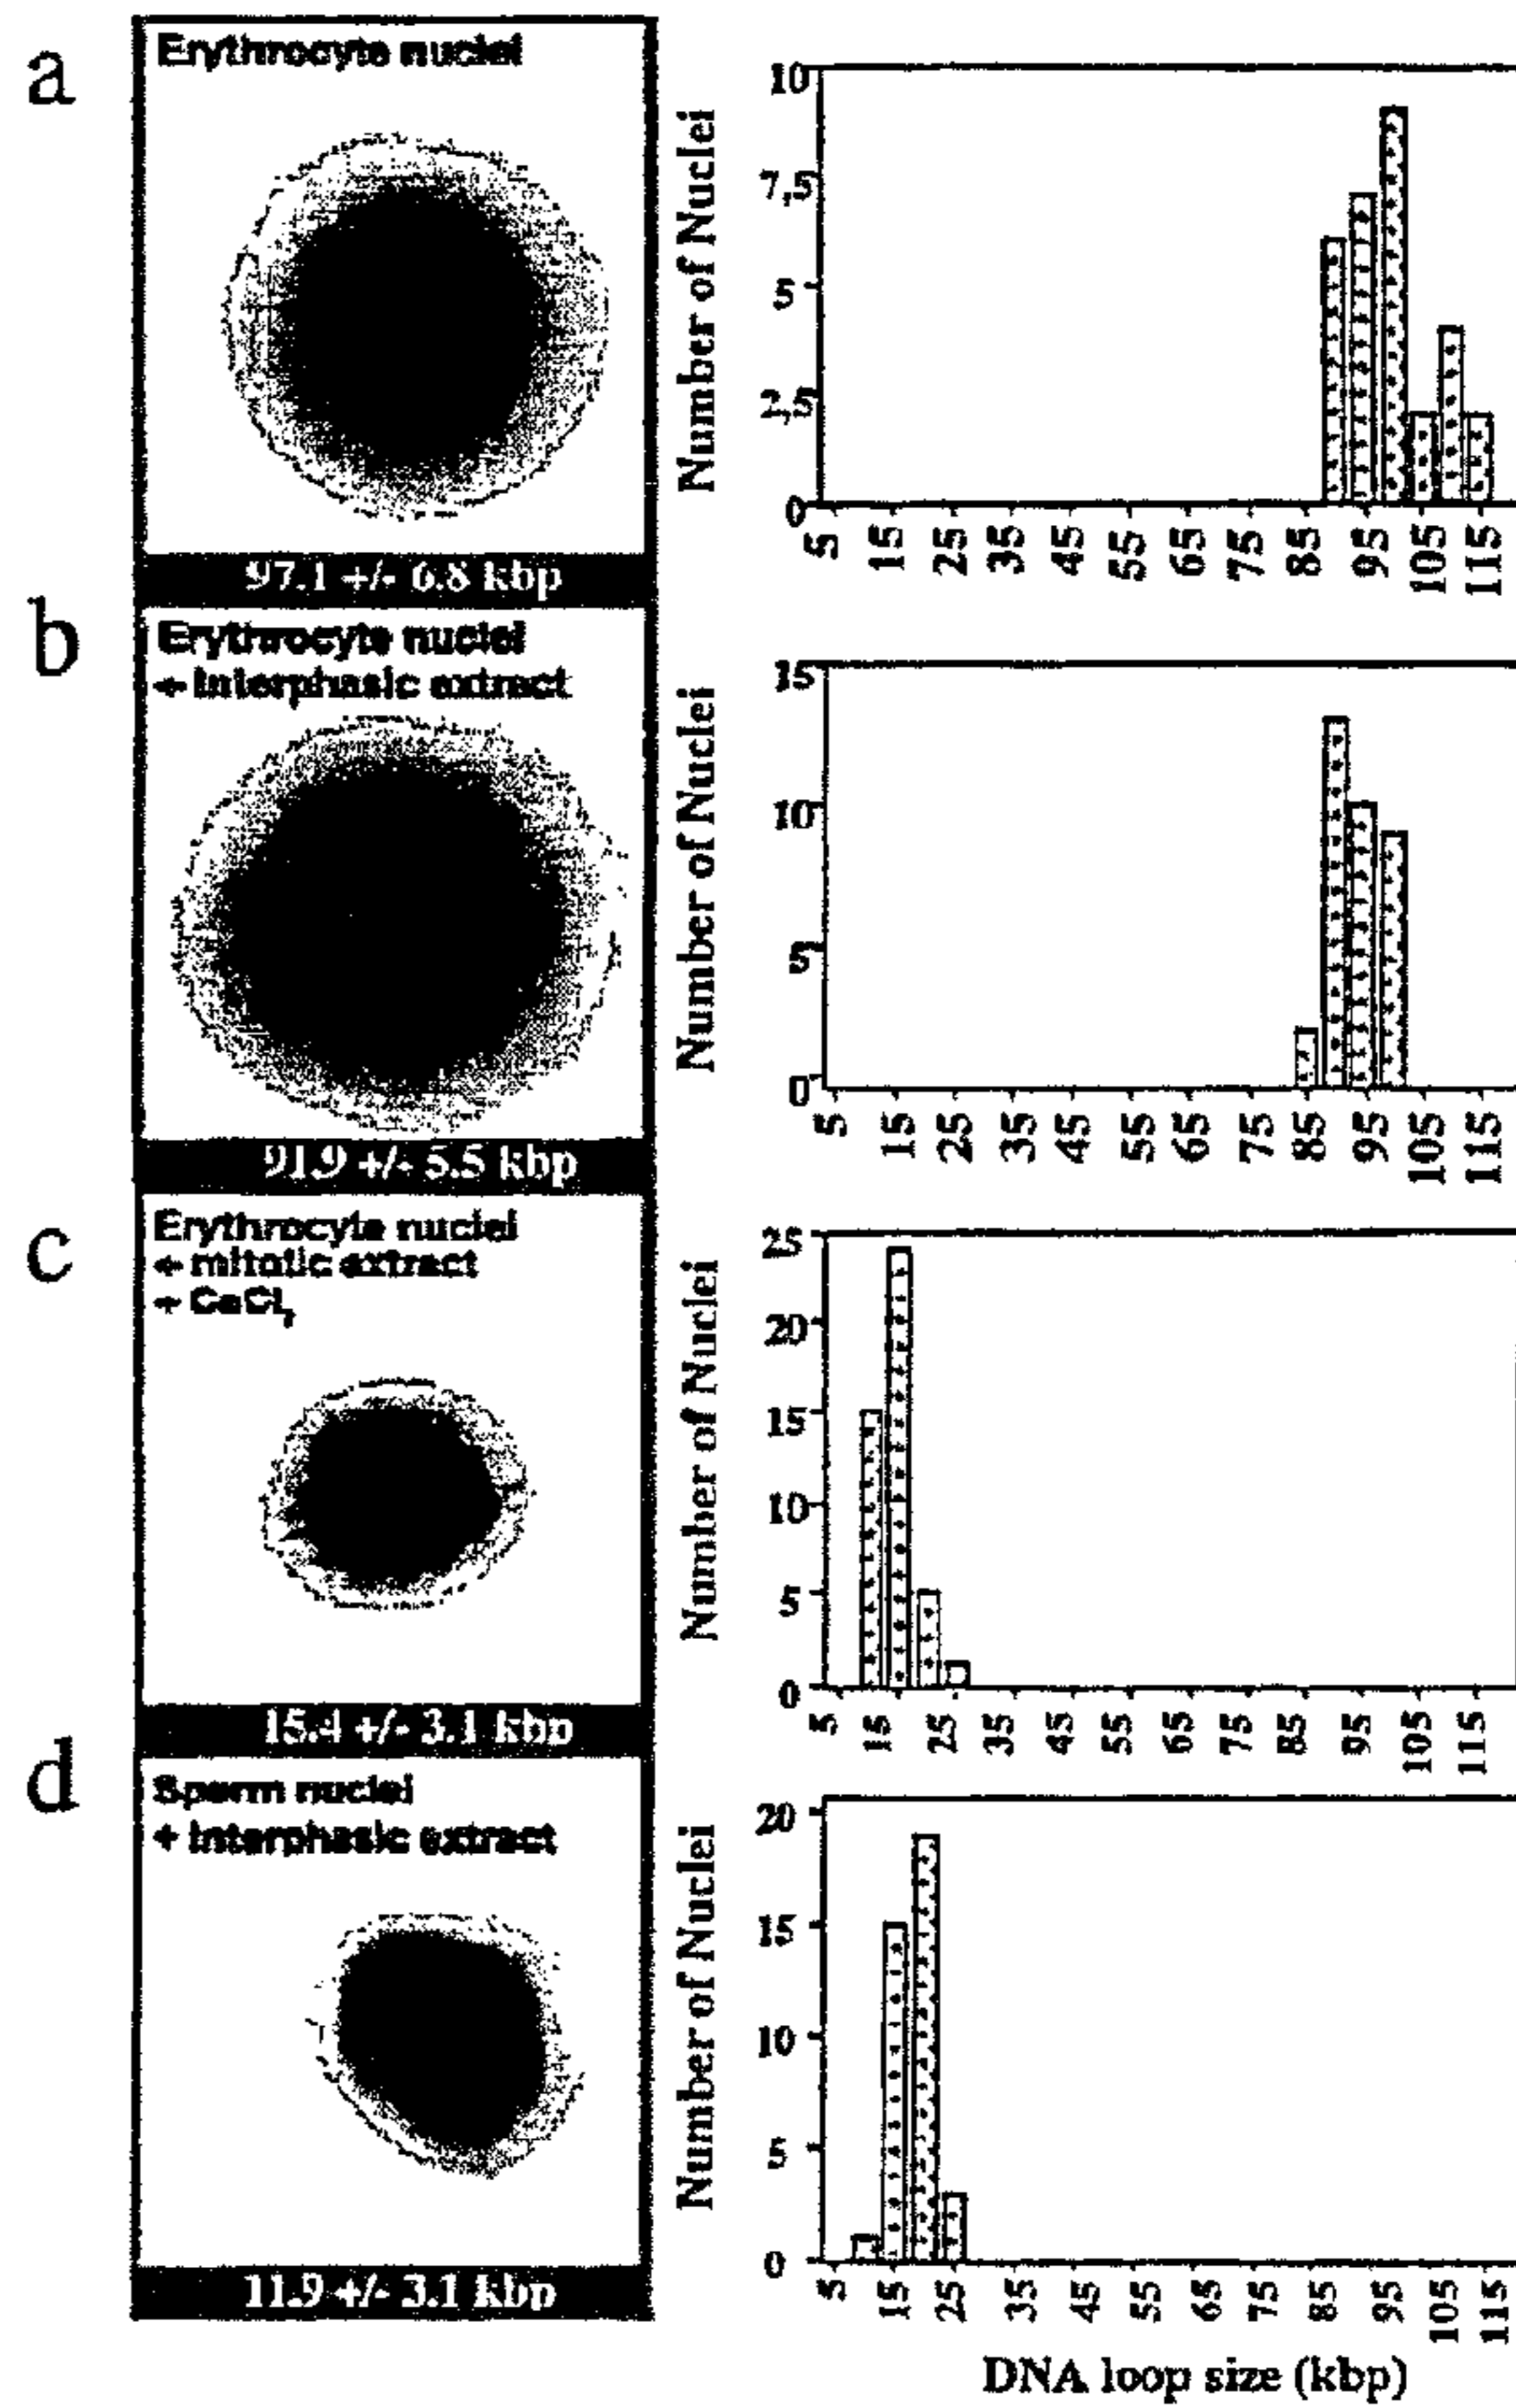 a
Erythrocyte nuclei
97.1 +/- 6.8 kbp
Number of Nuclei
10
7,5
5
2,5
0
5 15 25 35 45 55 65 75 85 95 105 115
b
Erythrocyte nuclei
+ Interphasic extract
91.9 +/- 5.5 kbp
Number of Nuclei
15
10
5
0
5 15 25 35 45 55 65 75 85 95 105 115
c
Erythrocyte nuclei
+ mitotic extract
+ CaCl2
15.4 +/- 3.1 kbp
Number of Nuclei
25
20
15
10
5
0
5 15 25 35 45 55 65 75 85 95 105 115
d
Sperm nuclei
+ Interphasic extract
11.9 +/- 3.1 kbp
Number of Nuclei
20
15
10
5
0
5 15 25 35 45 55 65 75 85 95 105 115
DNA loop size (kbp)